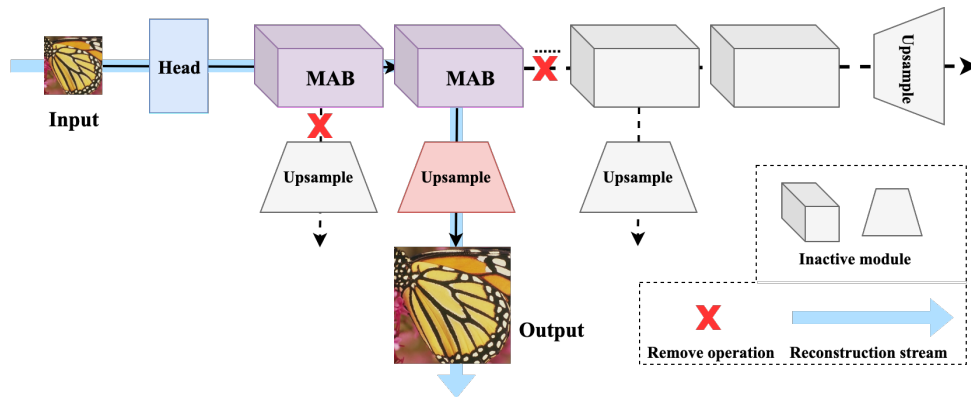 Input
Head
MAB
MAB
......
Upsample
Upsample
Upsample
Upsample
Output
Inactive module
X
Remove operation
Reconstruction stream